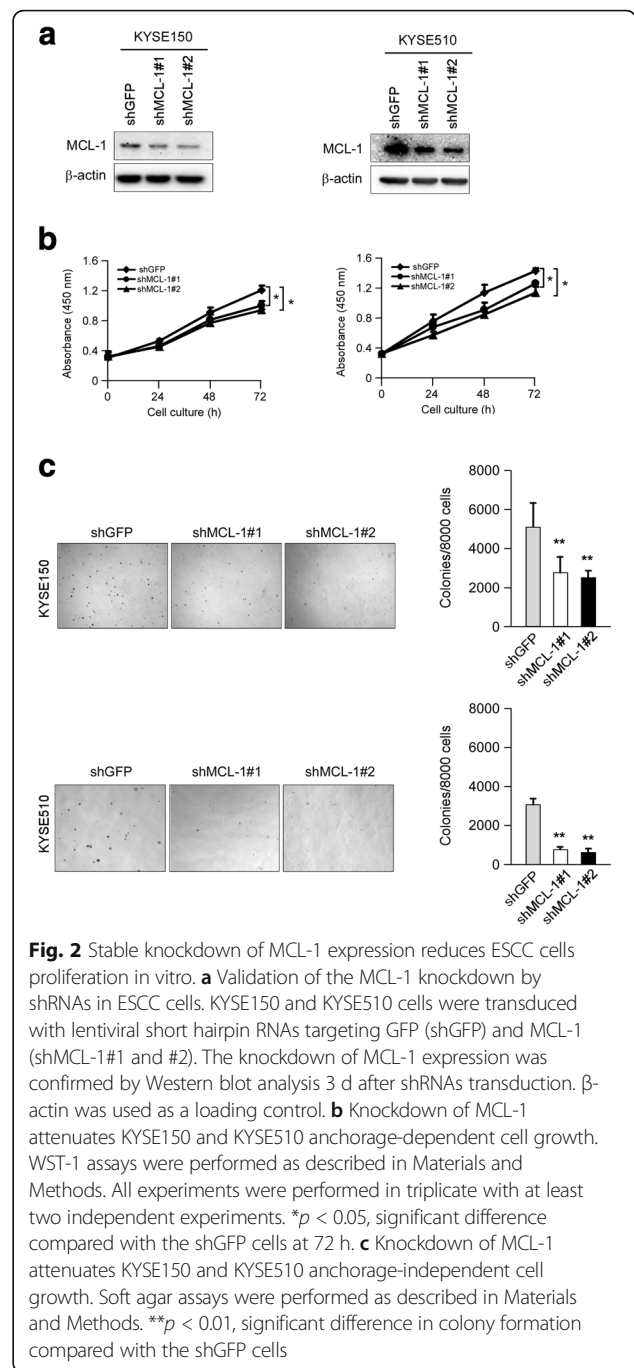 a
KYSE150
shGFP
shMCL-1#1
shMCL-1#2
MCL-1
β-actin
KYSE510
shGFP
shMCL-1#1
shMCL-1#2
MCL-1
β-actin
b
Absorbance (450 nm)
1.6
1.2
0.8
0.4
0
shGFP
shMCL-1#1
shMCL-1#2
* *
0 24 48 72
Cell culture (h)
Absorbance (450 nm)
1.6
1.2
0.8
0.4
0
shGFP
shMCL-1#1
shMCL-1#2
* *
0 24 48 72
Cell culture (h)
c
shGFP shMCL-1#1 shMCL-1#2
KYSE150
Colonies/8000 cells
8000
6000
4000
2000
0
** **
shGFP
shMCL-1#1
shMCL-1#2
shGFP shMCL-1#1 shMCL-1#2
KYSE510
Colonies/8000 cells
8000
6000
4000
2000
0
** **
shGFP
shMCL-1#1
shMCL-1#2
Fig. 2 Stable knockdown of MCL-1 expression reduces ESCC cells
proliferation in vitro. a Validation of the MCL-1 knockdown by
shRNAs in ESCC cells. KYSE150 and KYSE510 cells were transduced
with lentiviral short hairpin RNAs targeting GFP (shGFP) and MCL-1
(shMCL-1#1 and #2). The knockdown of MCL-1 expression was
confirmed by Western blot analysis 3 d after shRNAs transduction. β-
actin was used as a loading control. b Knockdown of MCL-1
attenuates KYSE150 and KYSE510 anchorage-dependent cell growth.
WST-1 assays were performed as described in Materials and
Methods. All experiments were performed in triplicate with at least
two independent experiments. *p < 0.05, significant difference
compared with the shGFP cells at 72 h. c Knockdown of MCL-1
attenuates KYSE150 and KYSE510 anchorage-independent cell
growth. Soft agar assays were performed as described in Materials
and Methods. **p < 0.01, significant difference in colony formation
compared with the shGFP cells